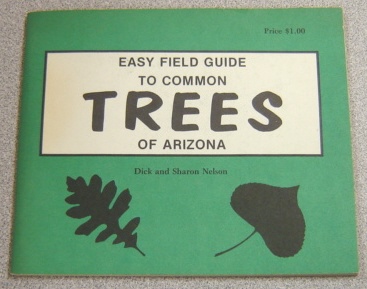 Price $1.00
EASY FIELD GUIDE
TO COMMON
TREES
OF ARIZONA
Dick and Sharon Nelson